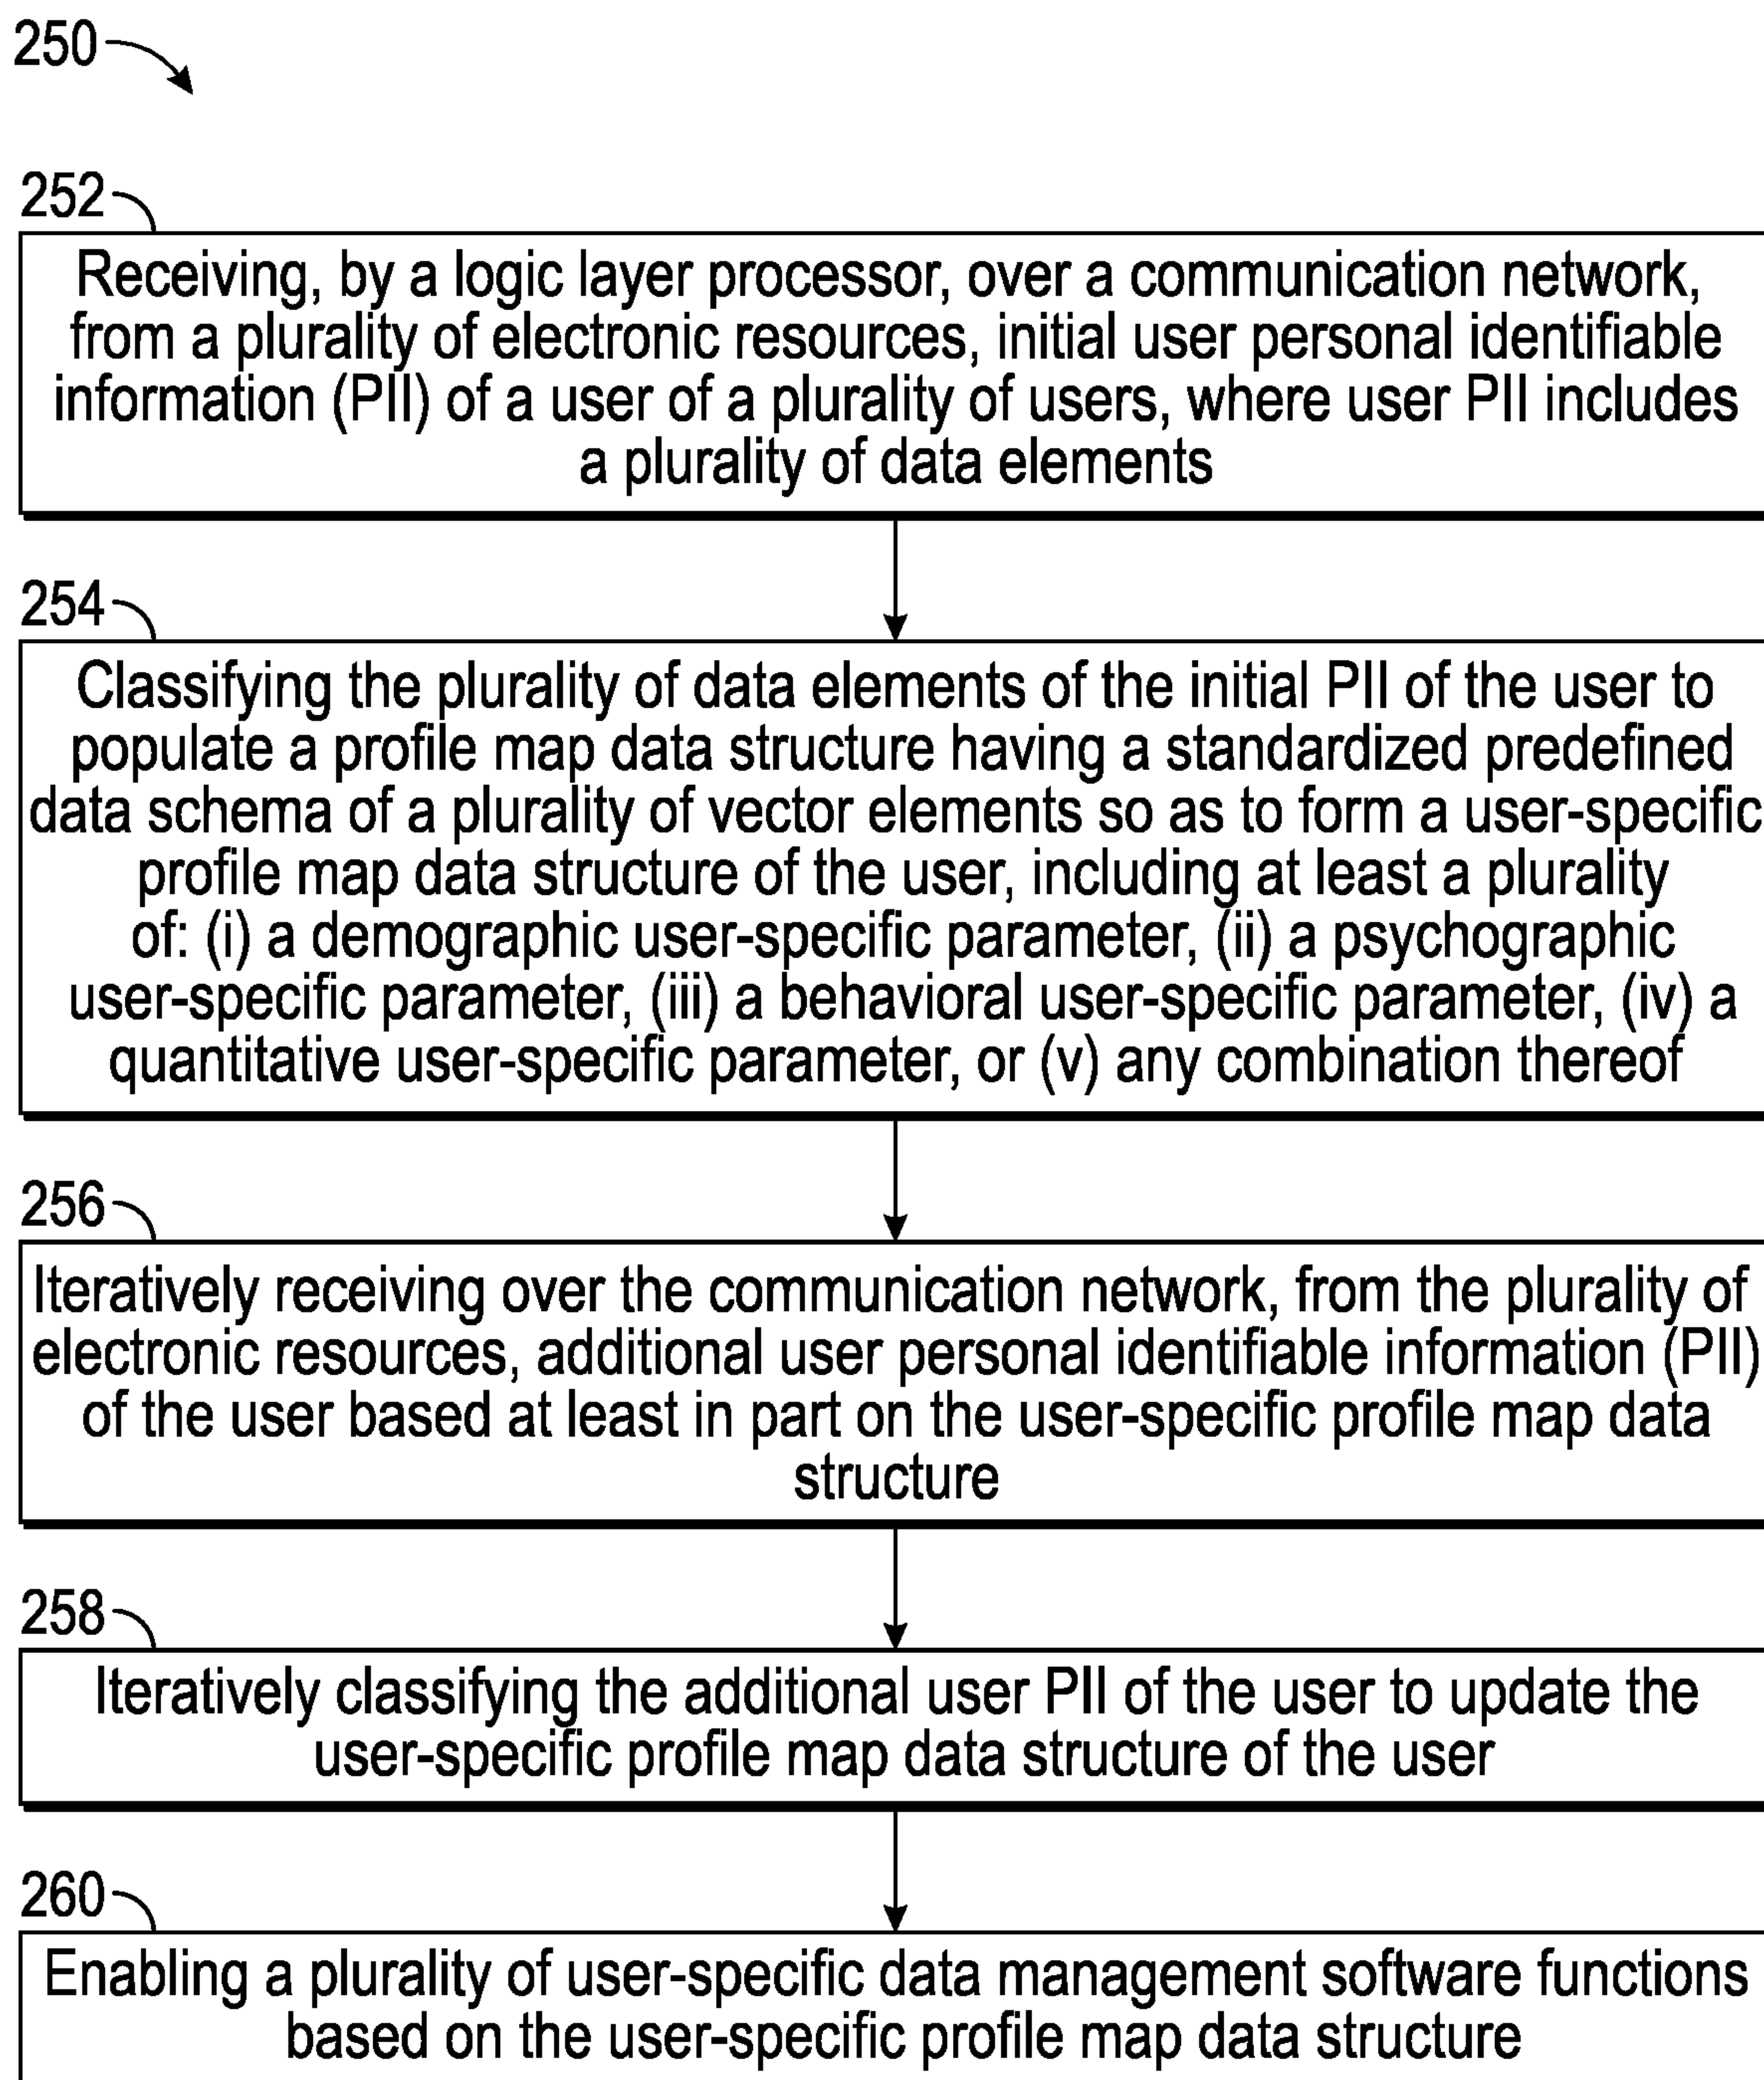 250
252
Receiving, by a logic layer processor, over a communication network,
from a plurality of electronic resources, initial user personal identifiable
information (PII) of a user of a plurality of users, where user PII includes
a plurality of data elements
254
Classifying the plurality of data elements of the initial PII of the user to
populate a profile map data structure having a standardized predefined
data schema of a plurality of vector elements so as to form a user-specific
profile map data structure of the user, including at least a plurality
of: (i) a demographic user-specific parameter, (ii) a psychographic
user-specific parameter, (iii) a behavioral user-specific parameter, (iv) a
quantitative user-specific parameter, or (v) any combination thereof
256
Iteratively receiving over the communication network, from the plurality of
electronic resources, additional user personal identifiable information (PII)
of the user based at least in part on the user-specific profile map data
structure
258
Iteratively classifying the additional user PII of the user to update the
user-specific profile map data structure of the user
260
Enabling a plurality of user-specific data management software functions
based on the user-specific profile map data structure